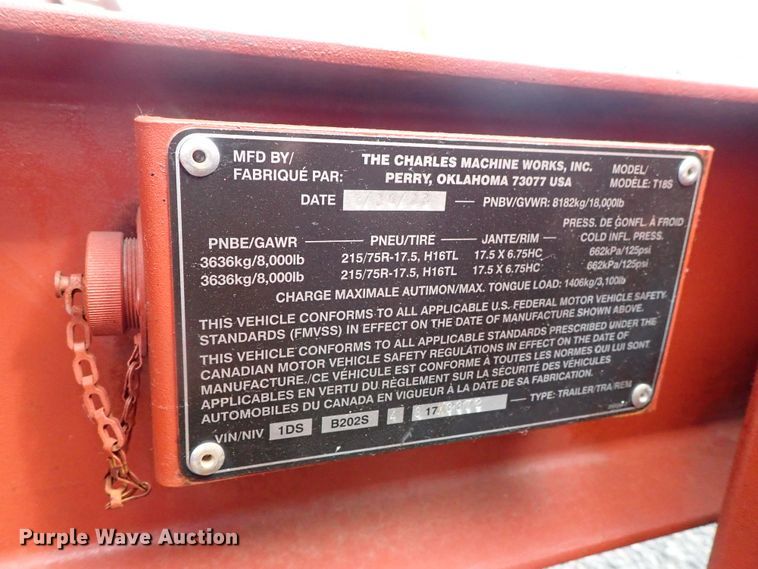 MFD BY/ THE CHARLES MACHINE WORKS, INC. MODEL/
FABRIQUÉ PAR: PERRY, OKLAHOMA 73077 USA MODÈLE: T18S
DATE PNBV/GVWR: 8182kg/18,000lb
PRESS. DE GONFL. À FROID
PNBE/GAWR PNEU/TIRE JANTE/RIM COLD INFL. PRESS.
3636kg/8,000lb 215/75R-17.5, H16TL 17.5 X 6.75HC 662kPa/125psi
3636kg/8,000lb 215/75R-17.5, H16TL 17.5 X 6.75HC 662kPa/125psi
CHARGE MAXIMALE AUTIMON/MAX. TONGUE LOAD: 1406kg/3,100lb
THIS VEHICLE CONFORMS TO ALL APPLICABLE U.S. FEDERAL MOTOR VEHICLE SAFETY
STANDARDS (FMVSS) IN EFFECT ON THE DATE OF MANUFACTURE SHOWN ABOVE.
THIS VEHICLE CONFORMS TO ALL APPLICABLE STANDARDS PRESCRIBED UNDER THE
CANADIAN MOTOR VEHICLE SAFETY REGULATIONS IN EFFECT ON THE DATE OF
MANUFACTURE./CE VÉHICULE EST CONFORME À TOUTES LES NORMES QUI LUI SONT
APPLICABLES EN VERTU DU RÈGLEMENT SUR LA SÉCURITÉ DES VÉHICULES
AUTOMOBILES DU CANADA EN VIGUEUR À LA DATE DE SA FABRICATION.
VIN/NIV 1DS B202S 17 TYPE: TRAILER/TRA/REM
Purple Wave Auction